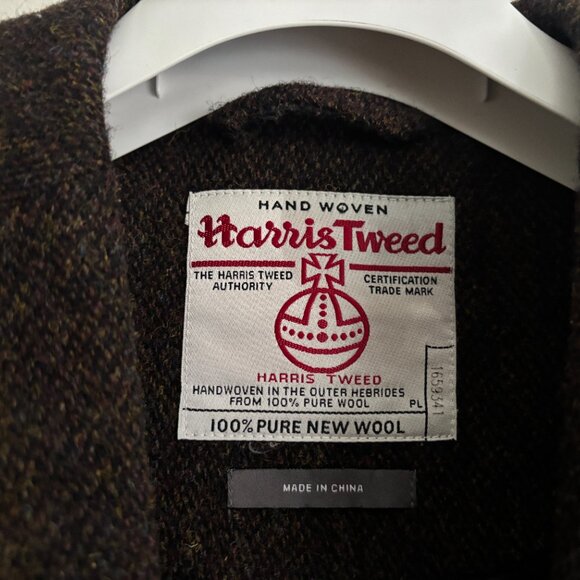 HAND WOVEN
Harris Tweed
THE HARRIS TWEED
AUTHORITY
CERTIFICATION
TRADE MARK
HARRIS TWEED
HANDWOVEN IN THE OUTER HEBRIDES
FROM 100% PURE WOOL
PL
1659341
100% PURE NEW WOOL
MADE IN CHINA